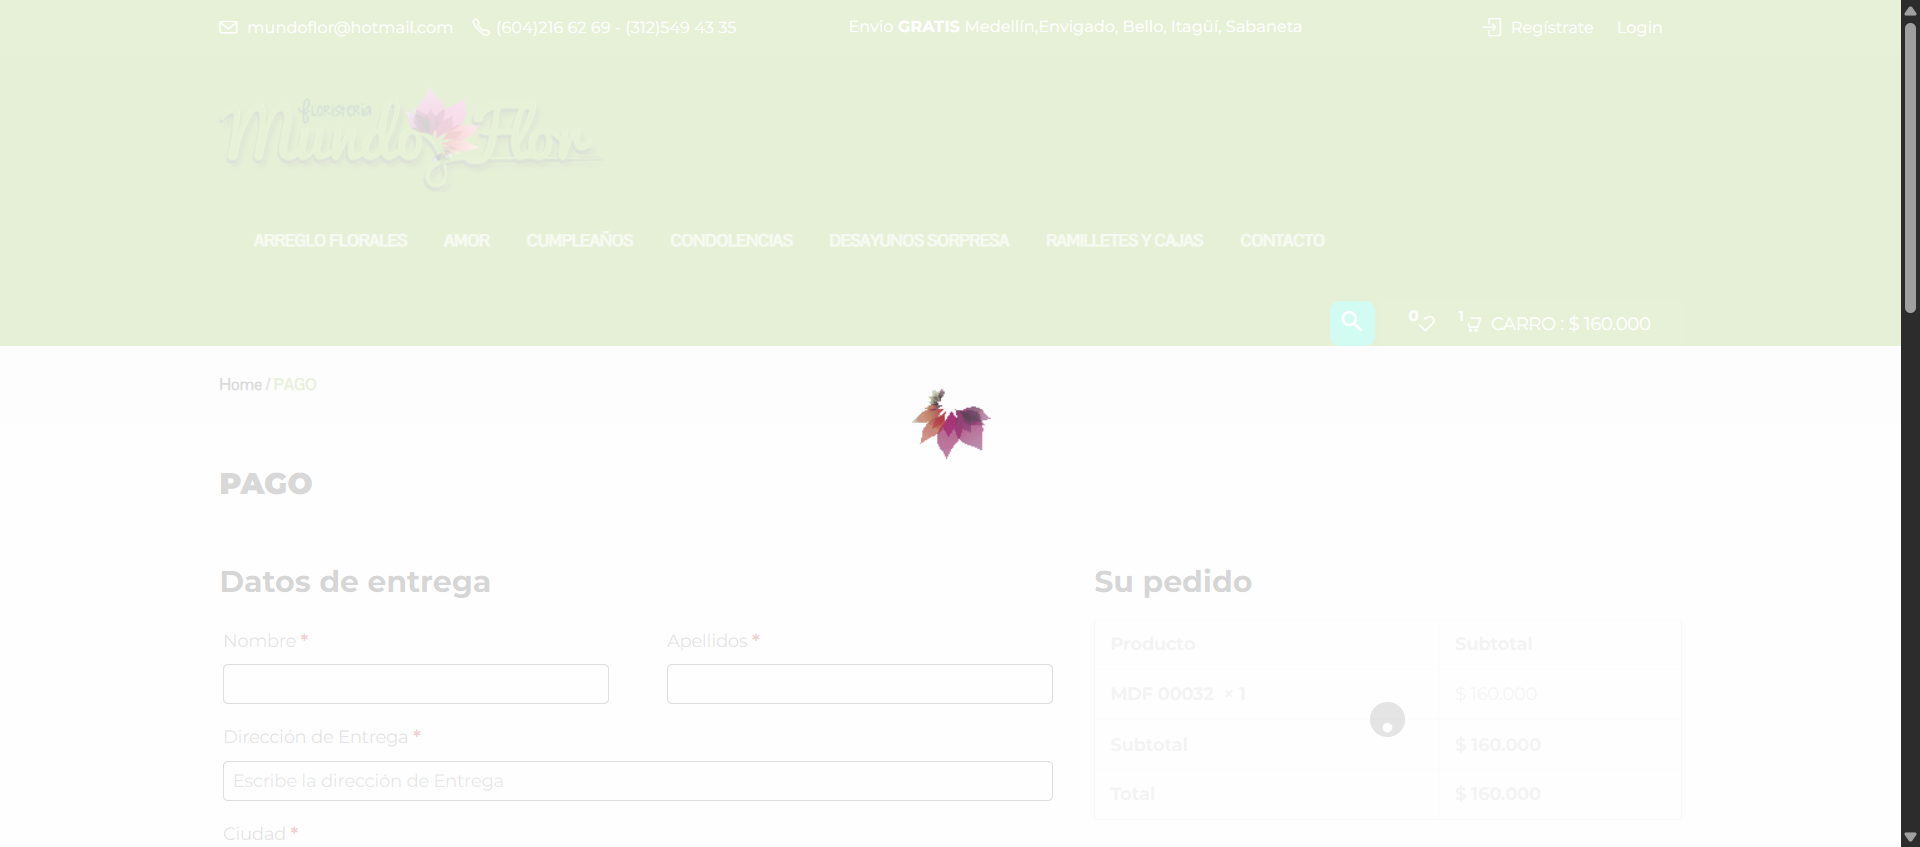 mundoflor@hotmail.com (604)216 62 69 - (312)549 43 35 Envio GRATIS Medellín,Envigado, Bello, Itagüí, Sabaneta Regístrate Login
floristería
Mundo Flor
ARREGLO FLORALES AMOR CUMPLEAÑOS CONDOLENCIAS DESAYUNOS SORPRESA RAMILLETES Y CAJAS CONTACTO
0 1 CARRO : $ 160.000
Home / PAGO
PAGO
Datos de entrega
Nombre *
Apellidos *
Dirección de Entrega *
Escribe la dirección de Entrega
Ciudad *
Su pedido
Producto Subtotal
MDF 00032 × 1 $ 160.000
Subtotal $ 160.000
Total $ 160.000